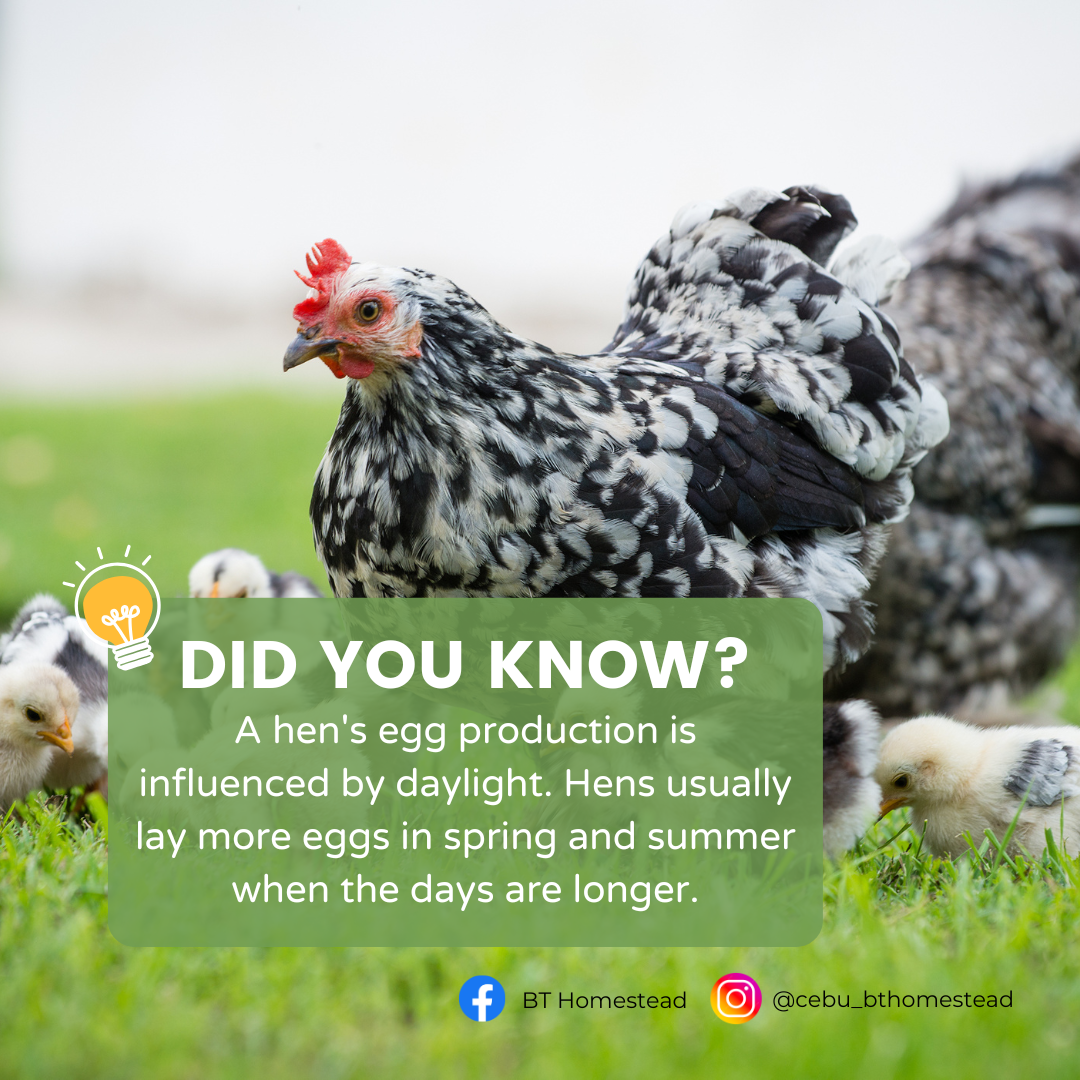 DID YOU KNOW?
A hen's egg production is
influenced by daylight. Hens usually
lay more eggs in spring and summer
when the days are longer.
BT Homestead @cebu_bthomestead